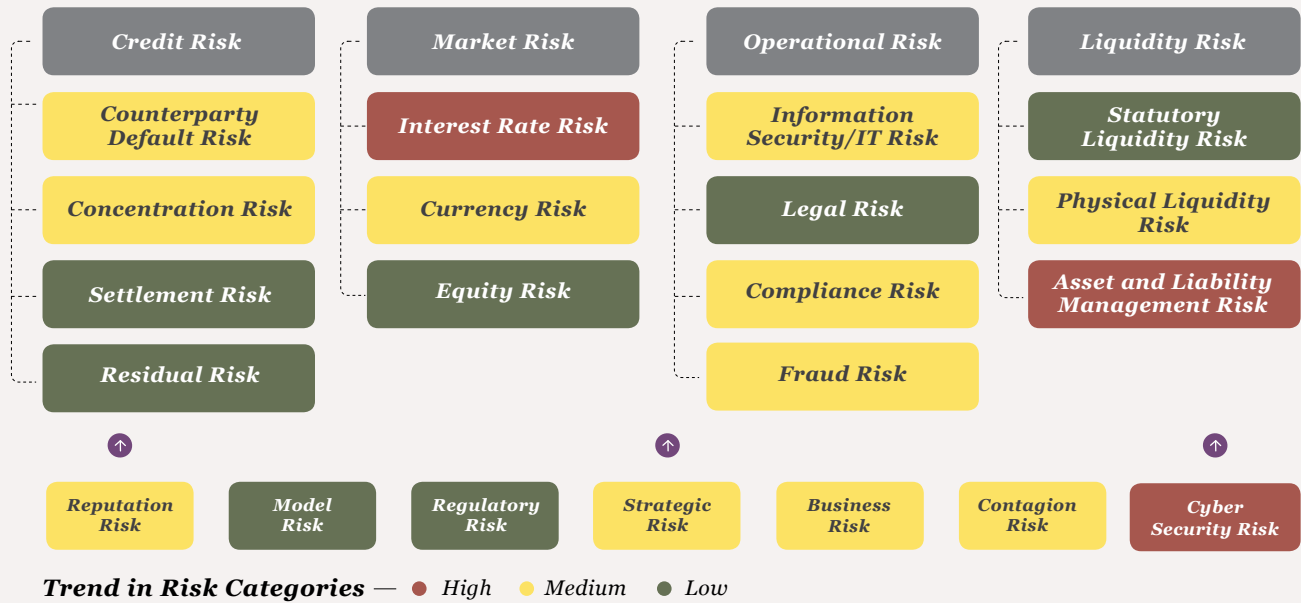 Credit Risk
Counterparty
Default Risk
Concentration Risk
Settlement Risk
Residual Risk
Market Risk
Interest Rate Risk
Currency Risk
Equity Risk
Operational Risk
Information
Security/IT Risk
Legal Risk
Compliance Risk
Fraud Risk
Liquidity Risk
Statutory
Liquidity Risk
Physical Liquidity
Risk
Asset and Liability
Management Risk
Reputation
Risk
Model
Risk
Regulatory
Risk
Strategic
Risk
Business
Risk
Contagion
Risk
Cyber
Security Risk
Trend in Risk Categories — High Medium Low